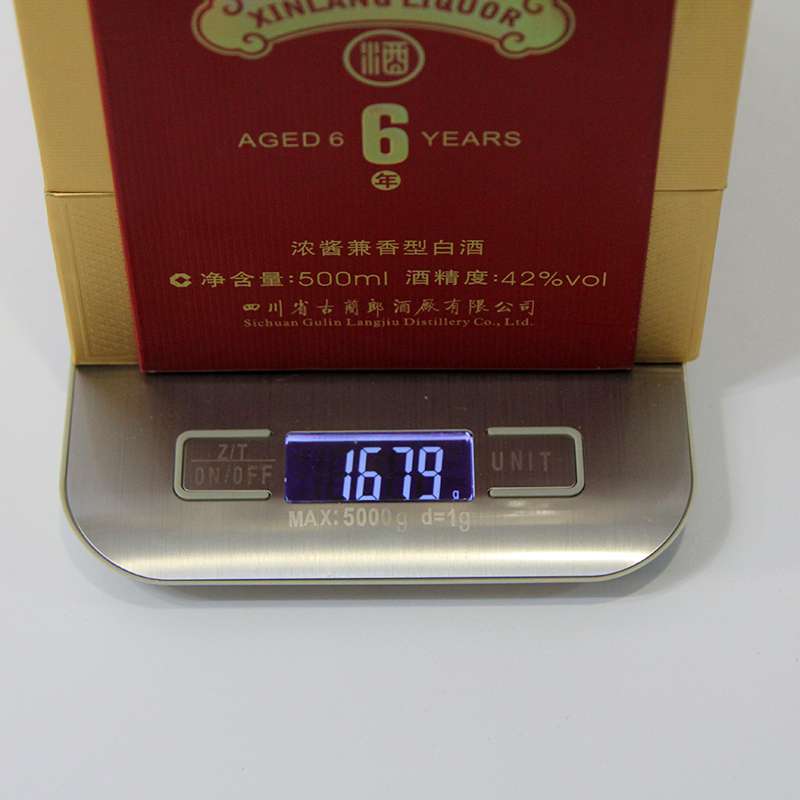 XINLANG LIQUOR
酒
AGED 6 6 YEARS
年
浓酱兼香型白酒
净含量:500ml 酒精度:42%vol
四川省古蔺郎酒厂有限公司
Sichuan Gulin Langjiu Distillery Co., Ltd.
Z/T
ON/OFF
1679 g
UNIT
MAX:5000g d=1g